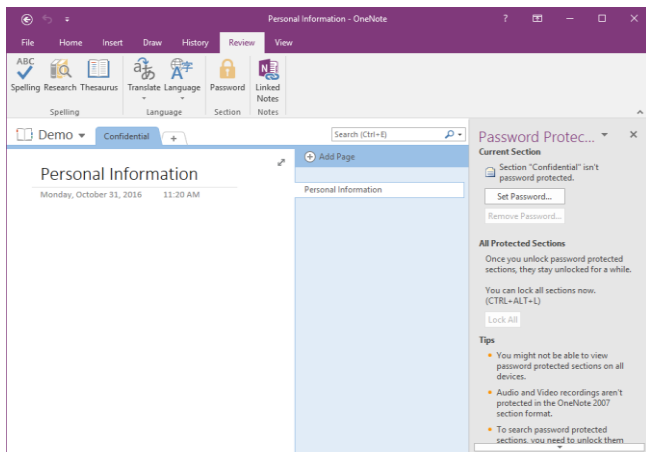 Personal Information - OneNote
?
File Home Insert Draw History Review View
ABC
Spelling Research Thesaurus Translate Language Password Linked Notes
Spelling Language Section Notes
Demo Confidential +
Search (Ctrl+E)
Add Page
Personal Information
Monday, October 31, 2016 11:20 AM
Personal Information
Password Protec...
Current Section
Section "Confidential" isn't
password protected.
Set Password...
Remove Password...
All Protected Sections
Once you unlock password protected
sections, they stay unlocked for a while.
You can lock all sections now.
(CTRL+ALT+L)
Lock All
Tips
You might not be able to view
password protected sections on all
devices.
Audio and Video recordings aren't
protected in the OneNote 2007
section format.
To search password protected
sections, you need to unlock them